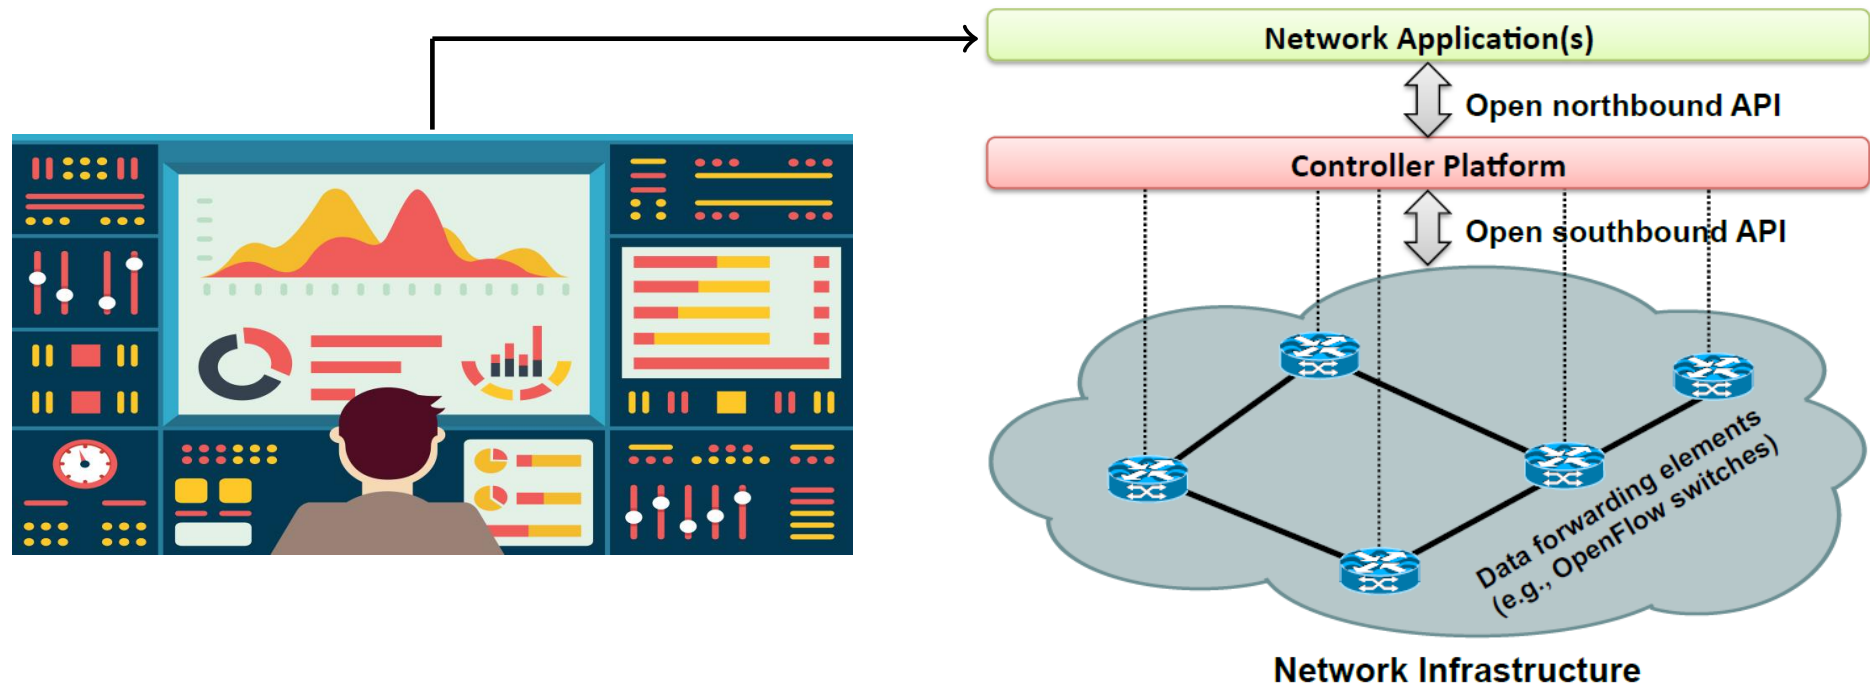 Network Application(s)
Open northbound API
Controller Platform
Open southbound API
Data forwarding elements
(e.g., OpenFlow switches)
Network Infrastructure